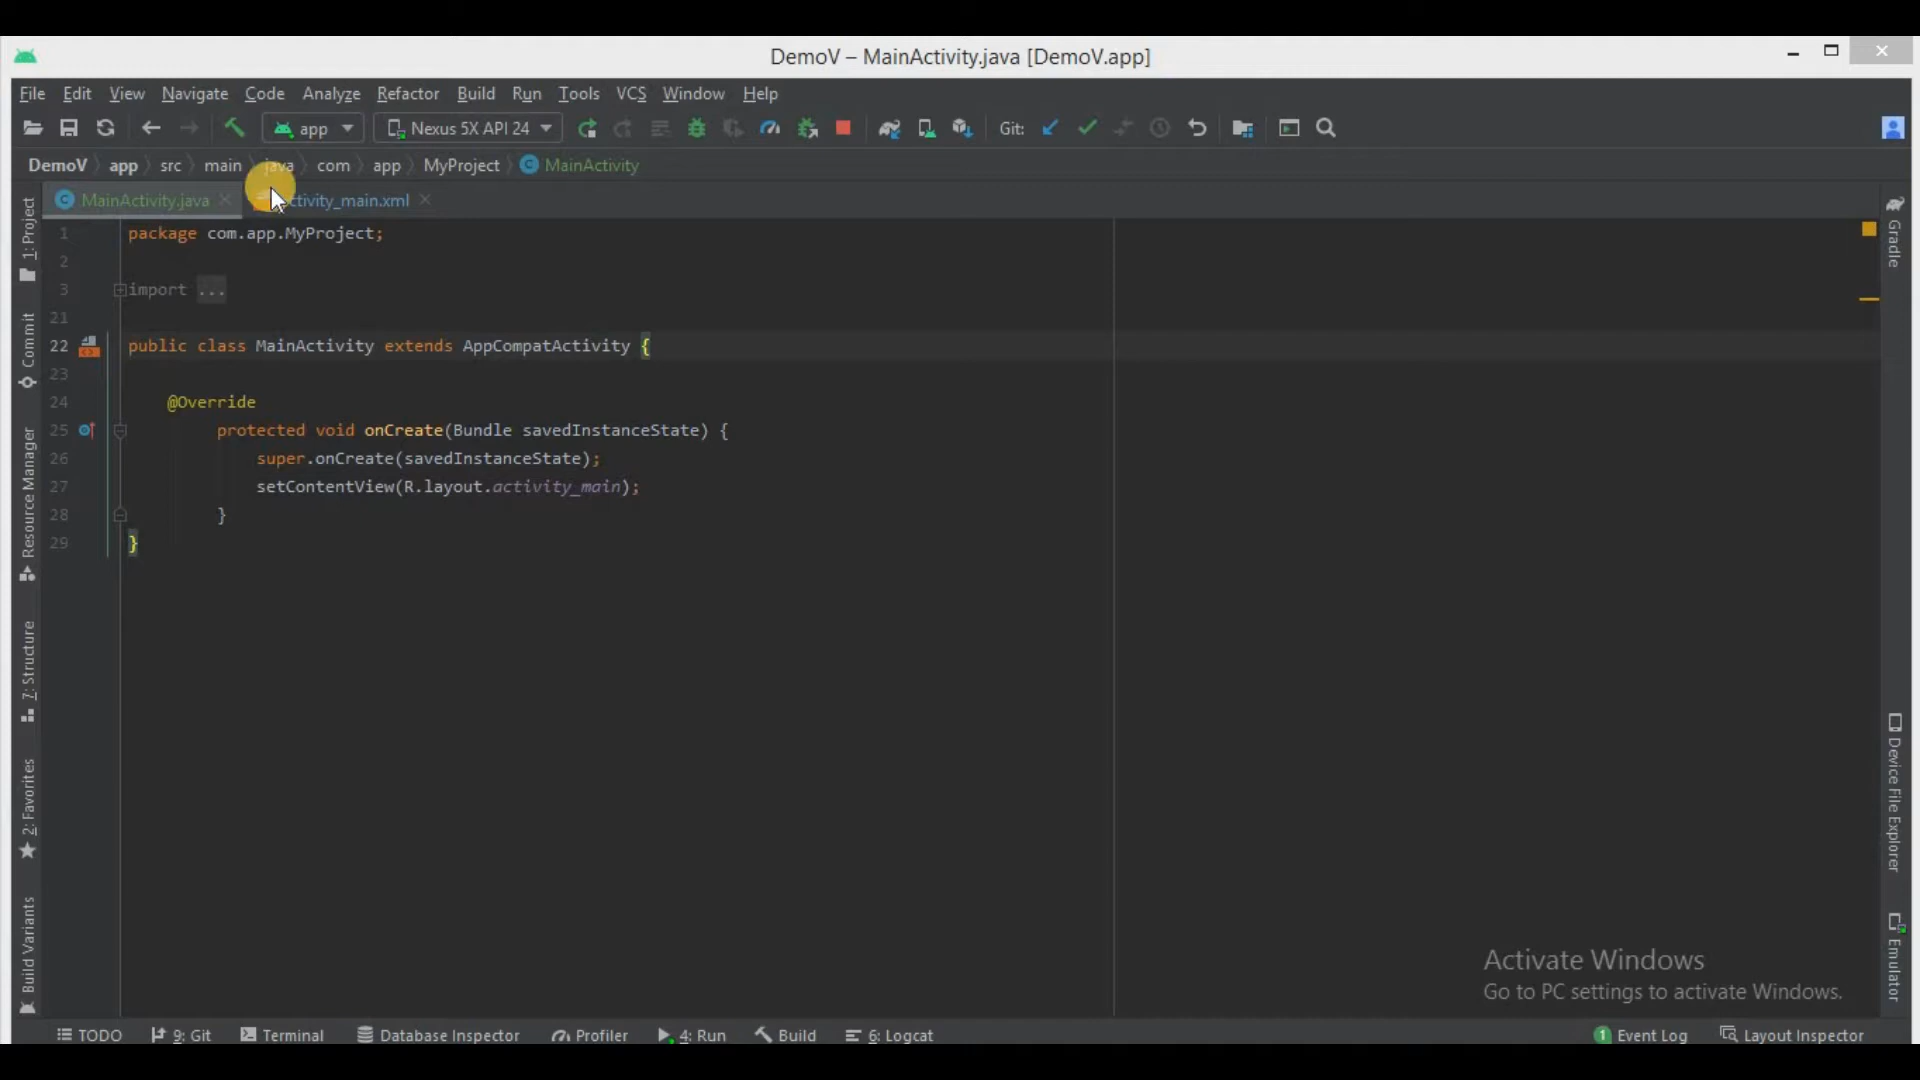 DemoV – MainActivity.java [DemoV.app]
File Edit View Navigate Code Analyze Refactor Build Run Tools VCS Window Help
app Nexus 5X API 24 Git:
DemoV app src main java com app MyProject MainActivity
MainActivity.java ctivity_main.xml
1 package com.app.MyProject;
2
3 import ...
21
22 public class MainActivity extends AppCompatActivity {
23
24 @Override
25 protected void onCreate(Bundle savedInstanceState) {
26 super.onCreate(savedInstanceState);
27 setContentView(R.layout.activity_main);
28 }
29 }
1: Project
Commit
Resource Manager
7: Structure
2: Favorites
Build Variants
Gradle
Device File Explorer
Emulator
Activate Windows
Go to PC settings to activate Windows.
TODO 9: Git Terminal Database Inspector Profiler 4: Run Build 6: Logcat 1 Event Log Layout Inspector